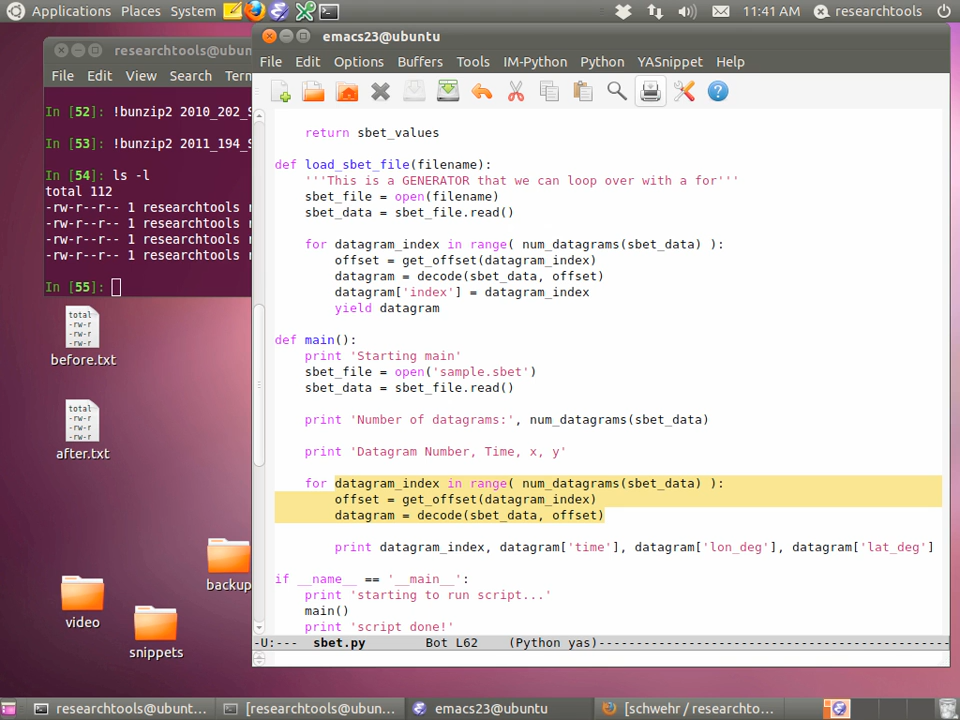 Applications Places System 11:41 AM researchtools
researchtools@ubun
File Edit View Search Tern
In [52]: !bunzip2 2010_202_S
In [53]: !bunzip2 2011_194_S
In [54]: ls -l
total 112
-rw-r--r-- 1 researchtools r
-rw-r--r-- 1 researchtools r
-rw-r--r-- 1 researchtools r
-rw-r--r-- 1 researchtools r
In [55]:
total
-rw-r
-rw-r
before.txt
total
-rw-r
-rw-r
after.txt
video
snippets
backup
emacs23@ubuntu
File Edit Options Buffers Tools IM-Python Python YASnippet Help
return sbet_values
def load_sbet_file(filename):
'''This is a GENERATOR that we can loop over with a for'''
sbet_file = open(filename)
sbet_data = sbet_file.read()
for datagram_index in range( num_datagrams(sbet_data) ):
offset = get_offset(datagram_index)
datagram = decode(sbet_data, offset)
datagram['index'] = datagram_index
yield datagram
def main():
print 'Starting main'
sbet_file = open('sample.sbet')
sbet_data = sbet_file.read()
print 'Number of datagrams:', num_datagrams(sbet_data)
print 'Datagram Number, Time, x, y'
for datagram_index in range( num_datagrams(sbet_data) ):
offset = get_offset(datagram_index)
datagram = decode(sbet_data, offset)
print datagram_index, datagram['time'], datagram['lon_deg'], datagram['lat_deg']
if __name__ == '__main__':
print 'starting to run script...'
main()
print 'script done!'
-U:--- sbet.py Bot L62 (Python yas)---------------------------------------
researchtools@ubunt... [researchtools@ubun... emacs23@ubuntu [schwehr / researchto...